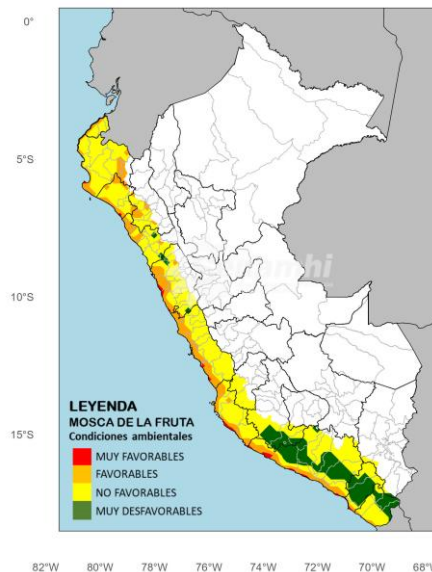 0°
5°S
10°S
15°S
LEYENDA
MOSCA DE LA FRUTA
Condiciones ambientales
MUY FAVORABLES
FAVORABLES
NO FAVORABLES
MUY DESFAVORABLES
82°W 80°W 78°W 76°W 74°W 72°W 70°W 68°W